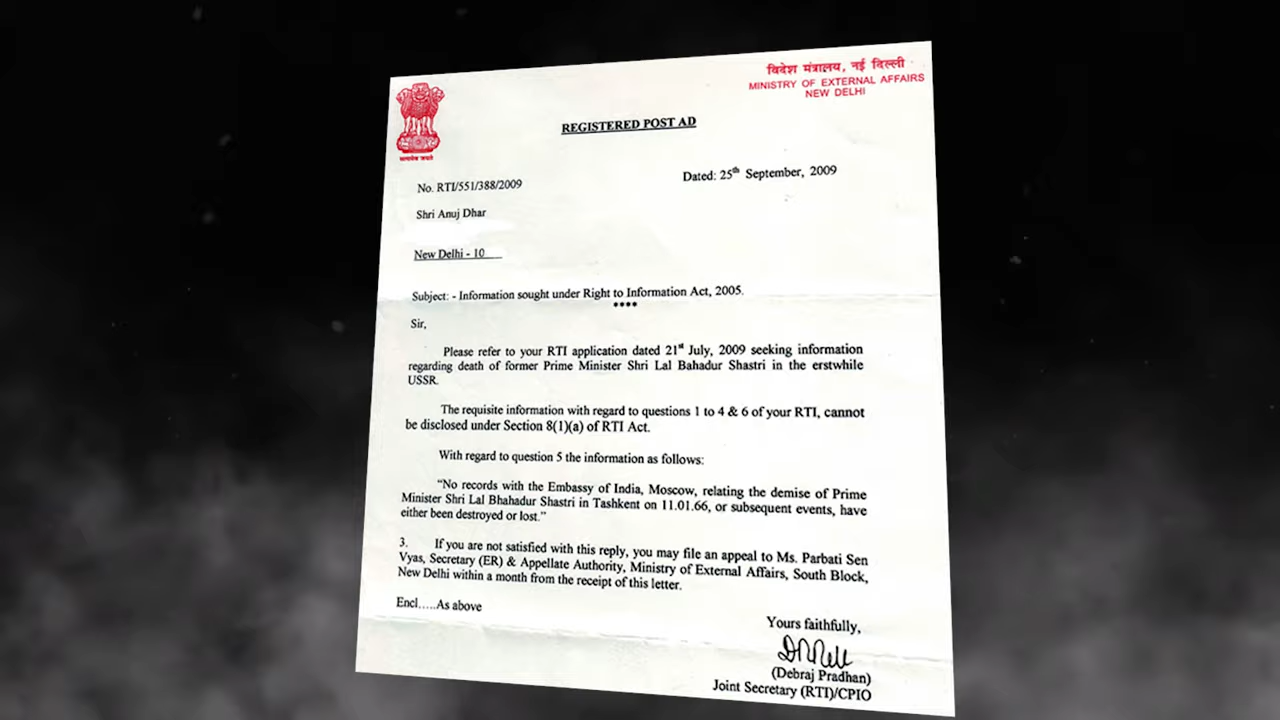 विदेश मंत्रालय, नई दिल्ली
MINISTRY OF EXTERNAL AFFAIRS
NEW DELHI
सत्यमेव जयते
REGISTERED POST AD
No. RTI/551/388/2009
Dated: 25th September, 2009
Shri Anuj Dhar
New Delhi - 10
Subject: - Information sought under Right to Information Act, 2005.
****
Sir,
Please refer to your RTI application dated 21st July, 2009 seeking information
regarding death of former Prime Minister Shri Lal Bahadur Shastri in the erstwhile
USSR.
The requisite information with regard to questions 1 to 4 & 6 of your RTI, cannot
be disclosed under Section 8(1)(a) of RTI Act.
With regard to question 5 the information as follows:
“No records with the Embassy of India, Moscow, relating the demise of Prime
Minister Shri Lal Bhahadur Shastri in Tashkent on 11.01.66, or subsequent events, have
either been destroyed or lost.”
3. If you are not satisfied with this reply, you may file an appeal to Ms. Parbati Sen
Vyas, Secretary (ER) & Appellate Authority, Ministry of External Affairs, South Block,
New Delhi within a month from the receipt of this letter.
Encl.....As above
Yours faithfully,
(Debraj Pradhan)
Joint Secretary (RTI)/CPIO